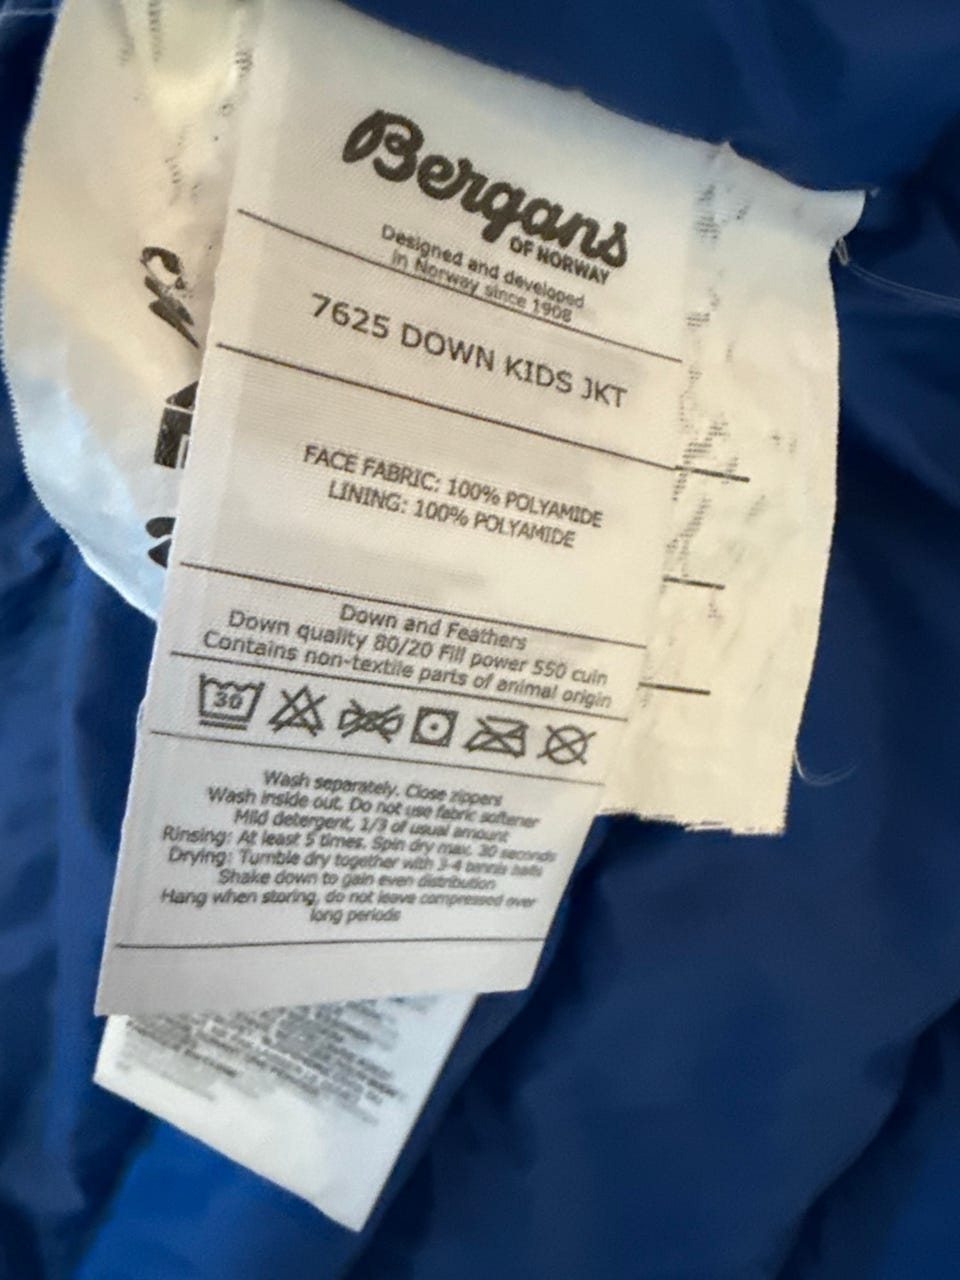 Bergans
OF NORWAY
Designed and developed
in Norway since 1908
7625 DOWN KIDS JKT
FACE FABRIC: 100% POLYAMIDE
LINING: 100% POLYAMIDE
Down and Feathers
Down quality 80/20 Fill power 550 cuin
Contains non-textile parts of animal origin
30
Wash separately. Close zippers
Wash inside out. Do not use fabric softener
Mild detergent, 1/3 of usual amount
Rinsing: At least 5 times. Spin dry max. 30 seconds
Drying: Tumble dry together with 3-4 tennis balls
Shake down to gain even distribution
Hang when storing, do not leave compressed over
long periods